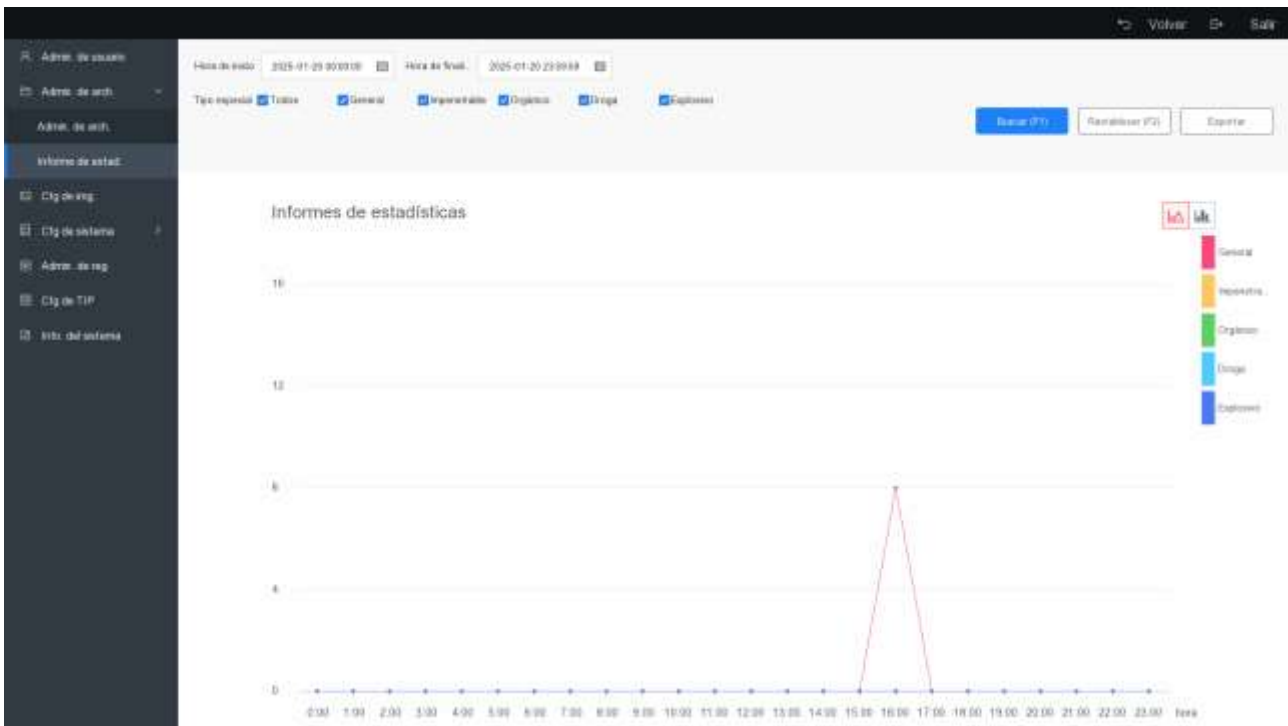 Volver Salir
Admin. de usuario
Hora de inicio 2025-01-20 00:00:00 Hora de finali. 2025-01-20 23:59:59
Admin. de arch.
Tipo especial Todos General Impenetrable Orgánico Droga Explosivo
Admin. de arch.
Buscar (F1) Restablecer (F2) Exportar
Informe de estad.
Cfg de img.
Informes de estadísticas
Cfg de sistema
General
Admin. de reg.
16
Impenetra...
Cfg de TIP
Orgánico
Info. del sistema
Droga
12
Explosivo
8
4
0
0:00 1:00 2:00 3:00 4:00 5:00 6:00 7:00 8:00 9:00 10:00 11:00 12:00 13:00 14:00 15:00 16:00 17:00 18:00 19:00 20:00 21:00 22:00 23:00 hora